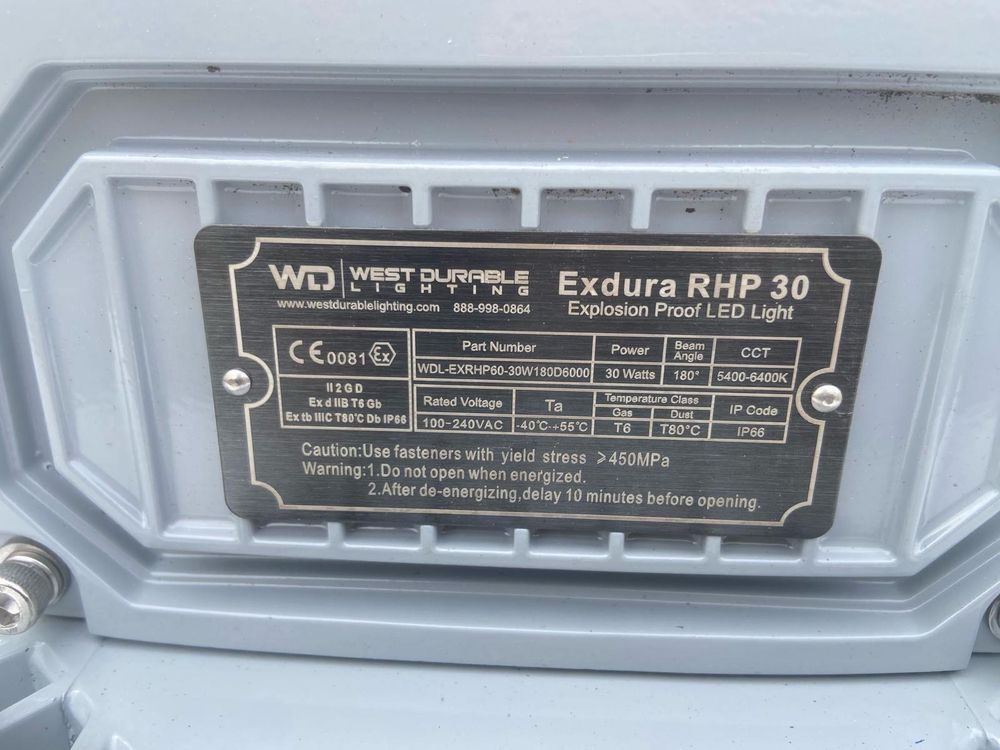 WD WEST DURABLE
LIGHTING
www.westdurablelighting.com 888-998-0864
Exdura RHP 30
Explosion Proof LED Light
CE 0081 Ex
II 2 G D
Ex d IIB T6 Gb
Ex tb IIIC T80℃ Db IP66
Part Number Power Beam Angle CCT
WDL-EXRHP60-30W180D6000 30 Watts 180° 5400-6400K
Rated Voltage Ta Temperature Class IP Code
Gas Dust
100-240VAC -40℃-+55℃ T6 T80°C IP66
Caution:Use fasteners with yield stress ≥450MPa
Warning:1.Do not open when energized.
2.After de-energizing,delay 10 minutes before opening.